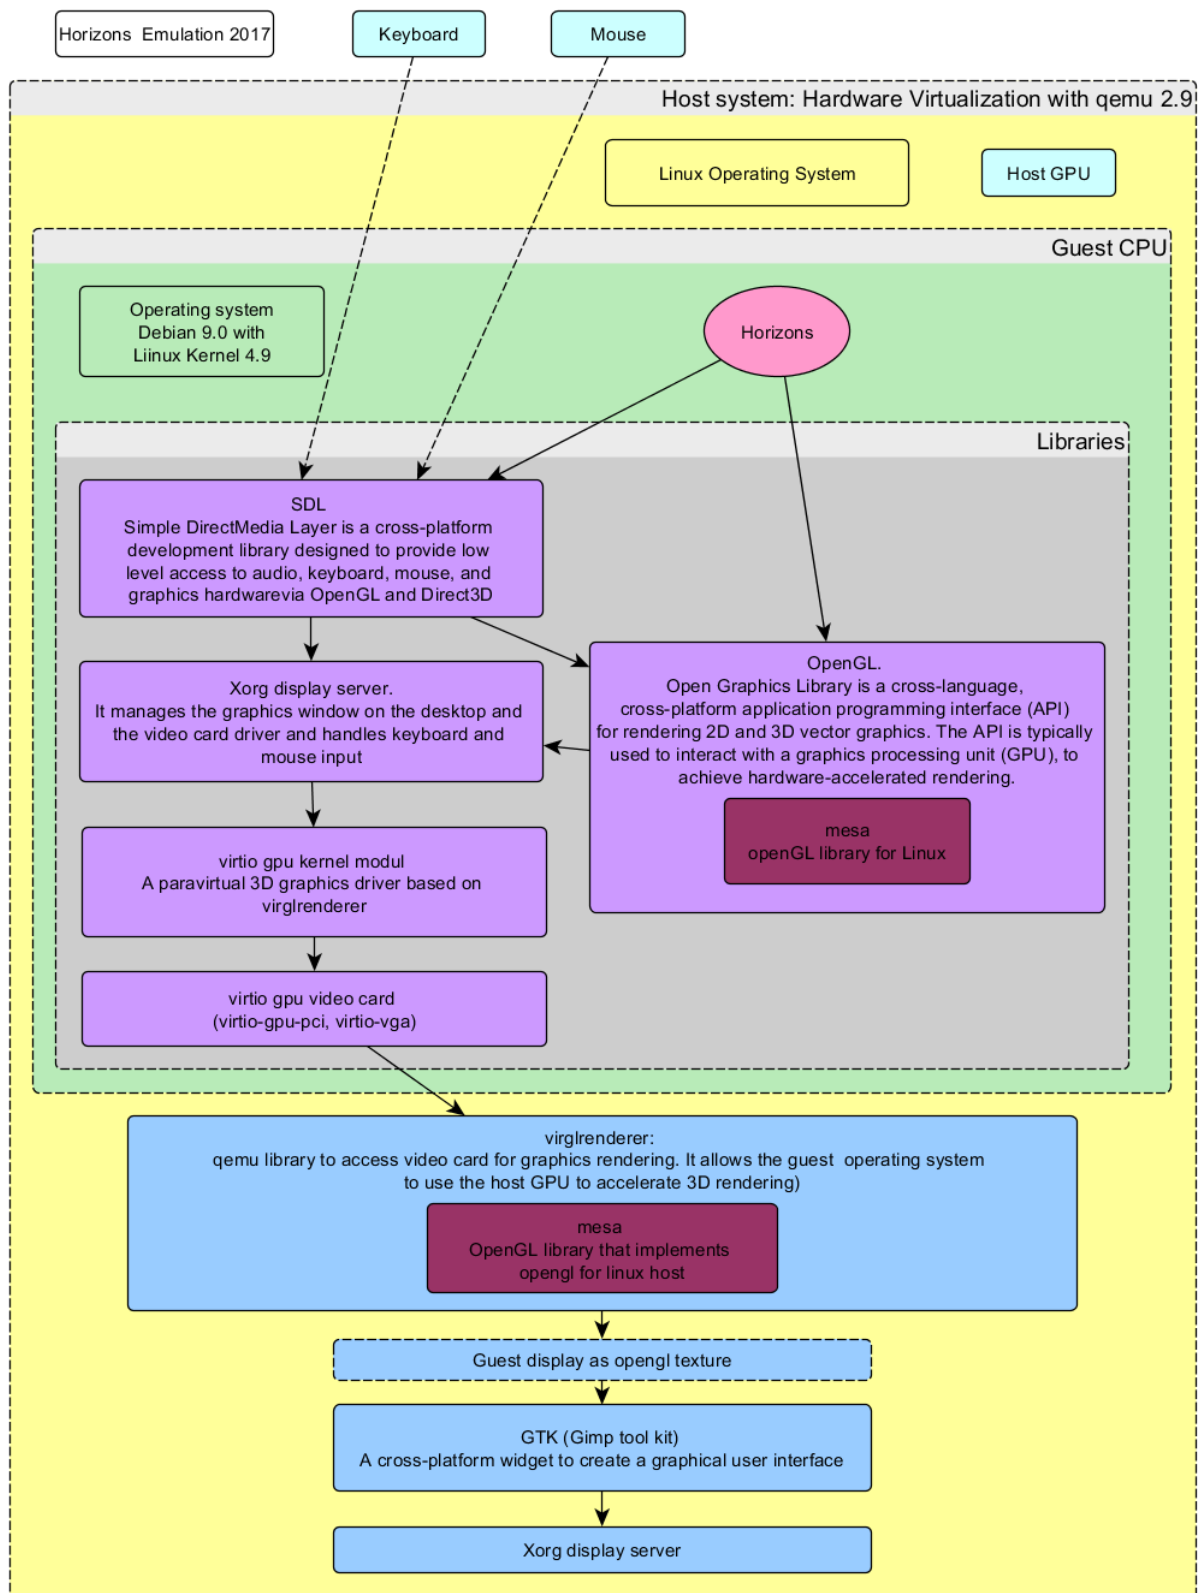 Horizons  Emulation 2017
Keyboard
Mouse
Host system: Hardware Virtualization with qemu 2.9
Linux Operating System
Host GPU
Guest CPU
Operating system
Debian 9.0 with
Liinux Kernel 4.9
Horizons
Libraries
SDL
Simple DirectMedia Layer is a cross-platform
development library designed to provide low
level access to audio, keyboard, mouse, and
graphics hardwarevia OpenGL and Direct3D
Xorg display server.
It manages the graphics window on the desktop and
the video card driver and handles keyboard and
mouse input
OpenGL.
Open Graphics Library is a cross-language,
cross-platform application programming interface (API)
for rendering 2D and 3D vector graphics. The API is typically
used to interact with a graphics processing unit (GPU), to
achieve hardware-accelerated rendering.
mesa
openGL library for Linux
virtio gpu kernel modul
A paravirtual 3D graphics driver based on
virglrenderer
virtio gpu video card
(virtio-gpu-pci, virtio-vga)
virglrenderer:
qemu library to access video card for graphics rendering. It allows the guest  operating system
to use the host GPU to accelerate 3D rendering)
mesa
OpenGL library that implements
opengl for linux host
Guest display as opengl texture
GTK (Gimp tool kit)
A cross-platform widget to create a graphical user interface
Xorg display server